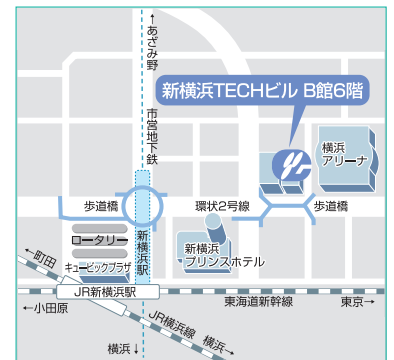 ←あざみ野
市営地下鉄
新横浜TECHビル B館6階
横浜
アリーナ
歩道橋
環状2号線
歩道橋
ロータリー
新横浜駅
新横浜
プリンスホテル
←町田
キュービックプラザ
JR新横浜駅
←小田原
東海道新幹線
東京→
JR横浜線
横浜→
横浜↓